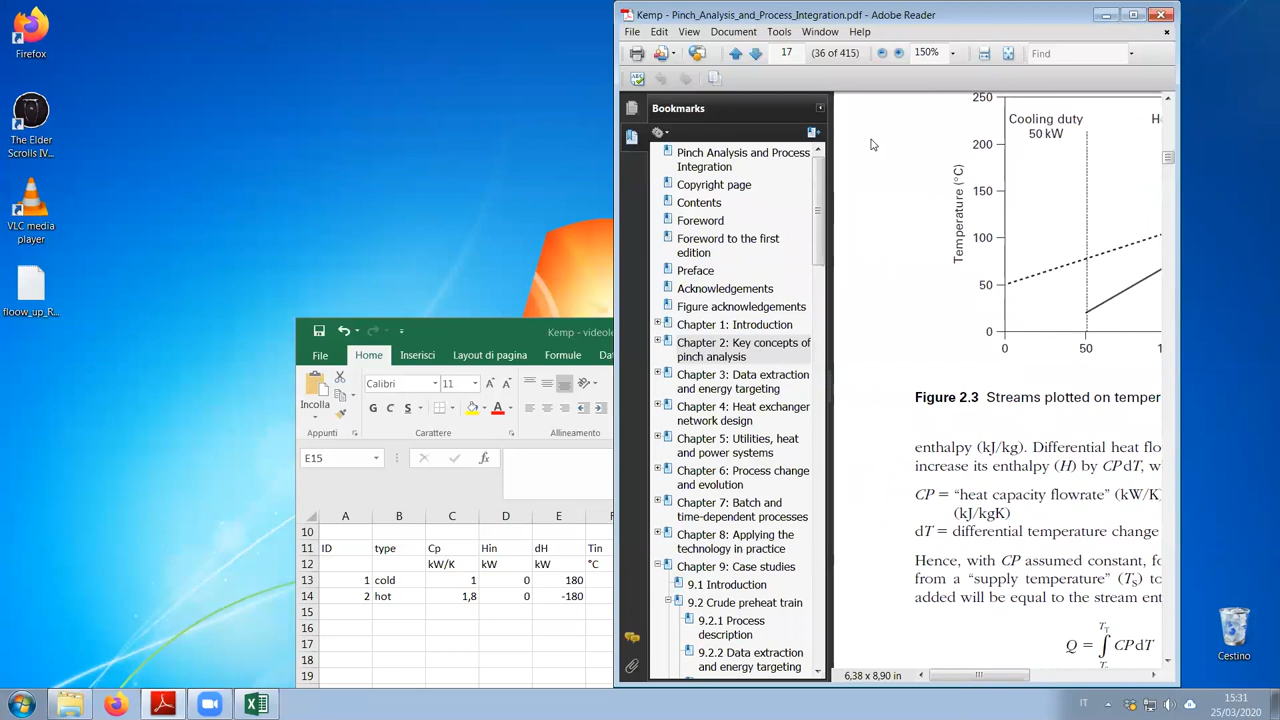 Firefox
The Elder
Scrolls IV...
VLC media
player
floow_up_R...
Kemp - Pinch_Analysis_and_Process_Integration.pdf - Adobe Reader
File Edit View Document Tools Window Help
17 (36 of 415) 150% Find
Bookmarks
Pinch Analysis and Process
Integration
Copyright page
Contents
Foreword
Foreword to the first
edition
Preface
Acknowledgements
Figure acknowledgements
Chapter 1: Introduction
Chapter 2: Key concepts of
pinch analysis
Chapter 3: Data extraction
and energy targeting
Chapter 4: Heat exchanger
network design
Chapter 5: Utilities, heat
and power systems
Chapter 6: Process change
and evolution
Chapter 7: Batch and
time-dependent processes
Chapter 8: Applying the
technology in practice
Chapter 9: Case studies
9.1 Introduction
9.2 Crude preheat train
9.2.1 Process
description
9.2.2 Data extraction
and energy targeting
250
Cooling duty
50 kW
H
200
150
100
50
0
Temperature (°C)
0 50 1
Figure 2.3 Streams plotted on temper
enthalpy (kJ/kg). Differential heat flo
increase its enthalpy (H) by CPdT, w
CP = "heat capacity flowrate" (kW/K)
(kJ/kgK)
dT = differential temperature change
Hence, with CP assumed constant, fo
from a "supply temperature" (TS) to
added will be equal to the stream ent
Q = ∫ CPdT
TT
6,38 x 8,90 in
Kemp - videole
File Home Inserisci Layout di pagina Formule Da
Incolla
Calibri 11
G C S
Appunti Carattere Allineamento
E15 fx
A B C D E F
10
11 ID type Cp Hin dH Tin
12 kW/K kW kW °C
13 1 cold 1 0 180
14 2 hot 1,8 0 -180
15
16
17
18
19
Cestino
IT 15:31
25/03/2020